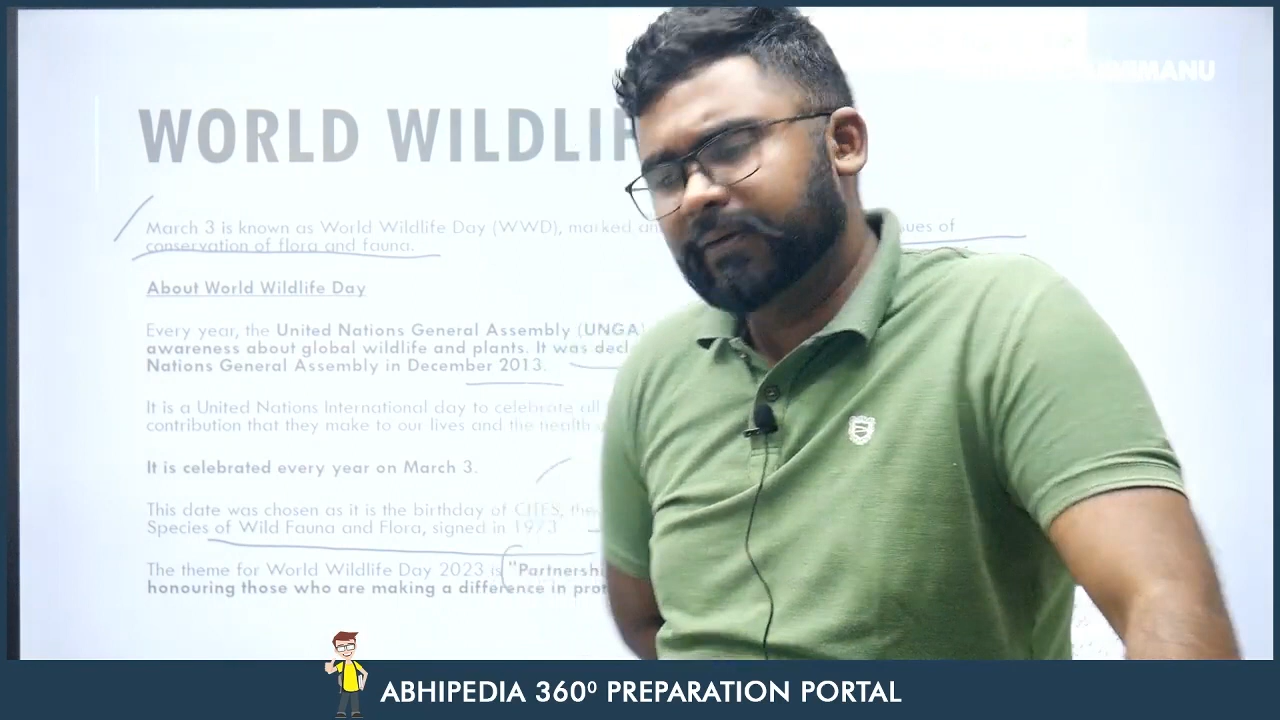 MANU
WORLD WILDLIF
March 3 is known as World Wildlife Day (WWD), marked an sues of
conservation of flora and fauna.
About World Wildlife Day
Every year, the United Nations General Assembly (UNGA)
awareness about global wildlife and plants. It was decl
Nations General Assembly in December 2013.
It is a United Nations International day to celebrate all
contribution that they make to our lives and the health
It is celebrated every year on March 3.
This date was chosen as it is the birthday of CITES, the
Species of Wild Fauna and Flora, signed in 1973
The theme for World Wildlife Day 2023 is "Partnershi
honouring those who are making a difference in prot
ABHIPEDIA 360⁰ PREPARATION PORTAL